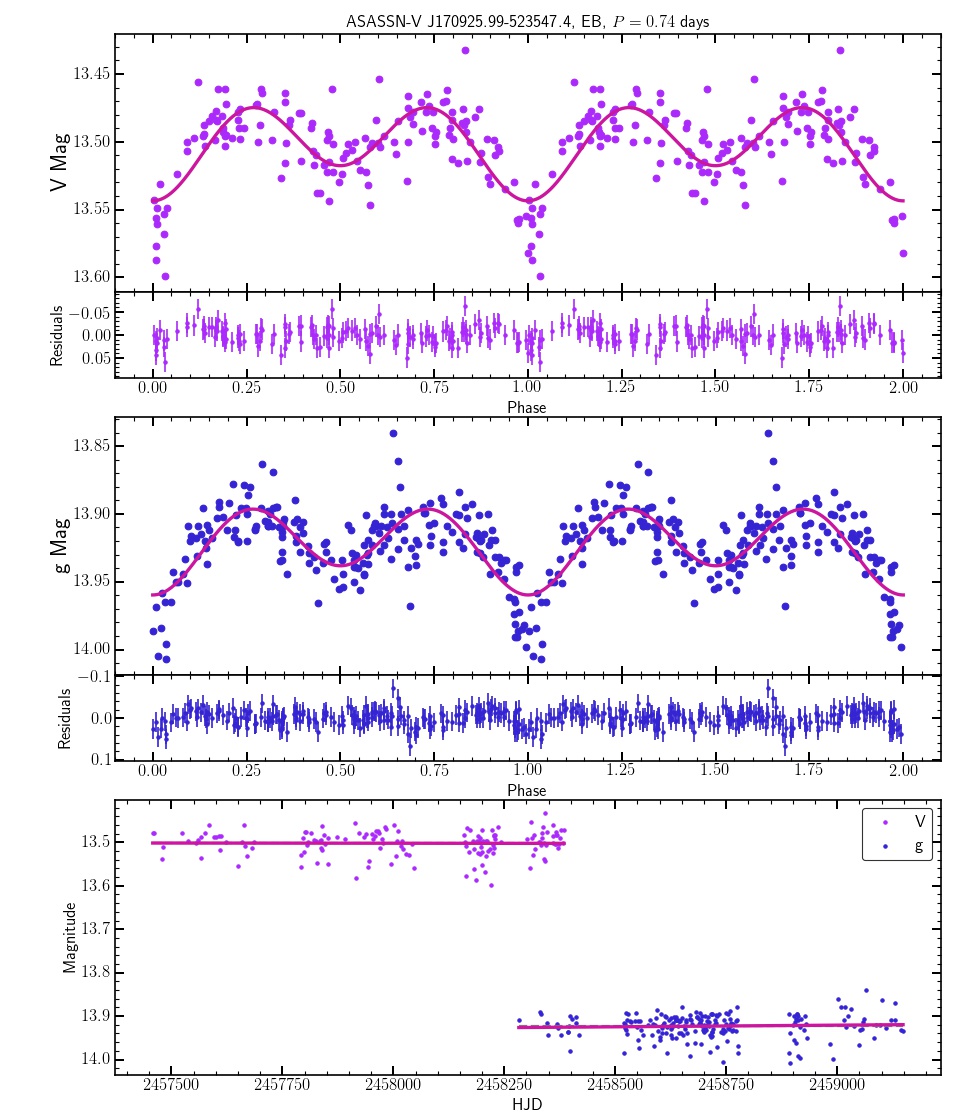 ASASSN-V J170925.99-523547.4, EB, P = 0.74 days
V Mag
13.45
13.50
13.55
13.60
Residuals
−0.05
0.00
0.05
0.00 0.25 0.50 0.75 1.00 1.25 1.50 1.75 2.00
Phase
g Mag
13.85
13.90
13.95
14.00
Residuals
−0.1
0.0
0.1
0.00 0.25 0.50 0.75 1.00 1.25 1.50 1.75 2.00
Phase
Magnitude
13.5
13.6
13.7
13.8
13.9
14.0
V
g
2457500 2457750 2458000 2458250 2458500 2458750 2459000
HJD